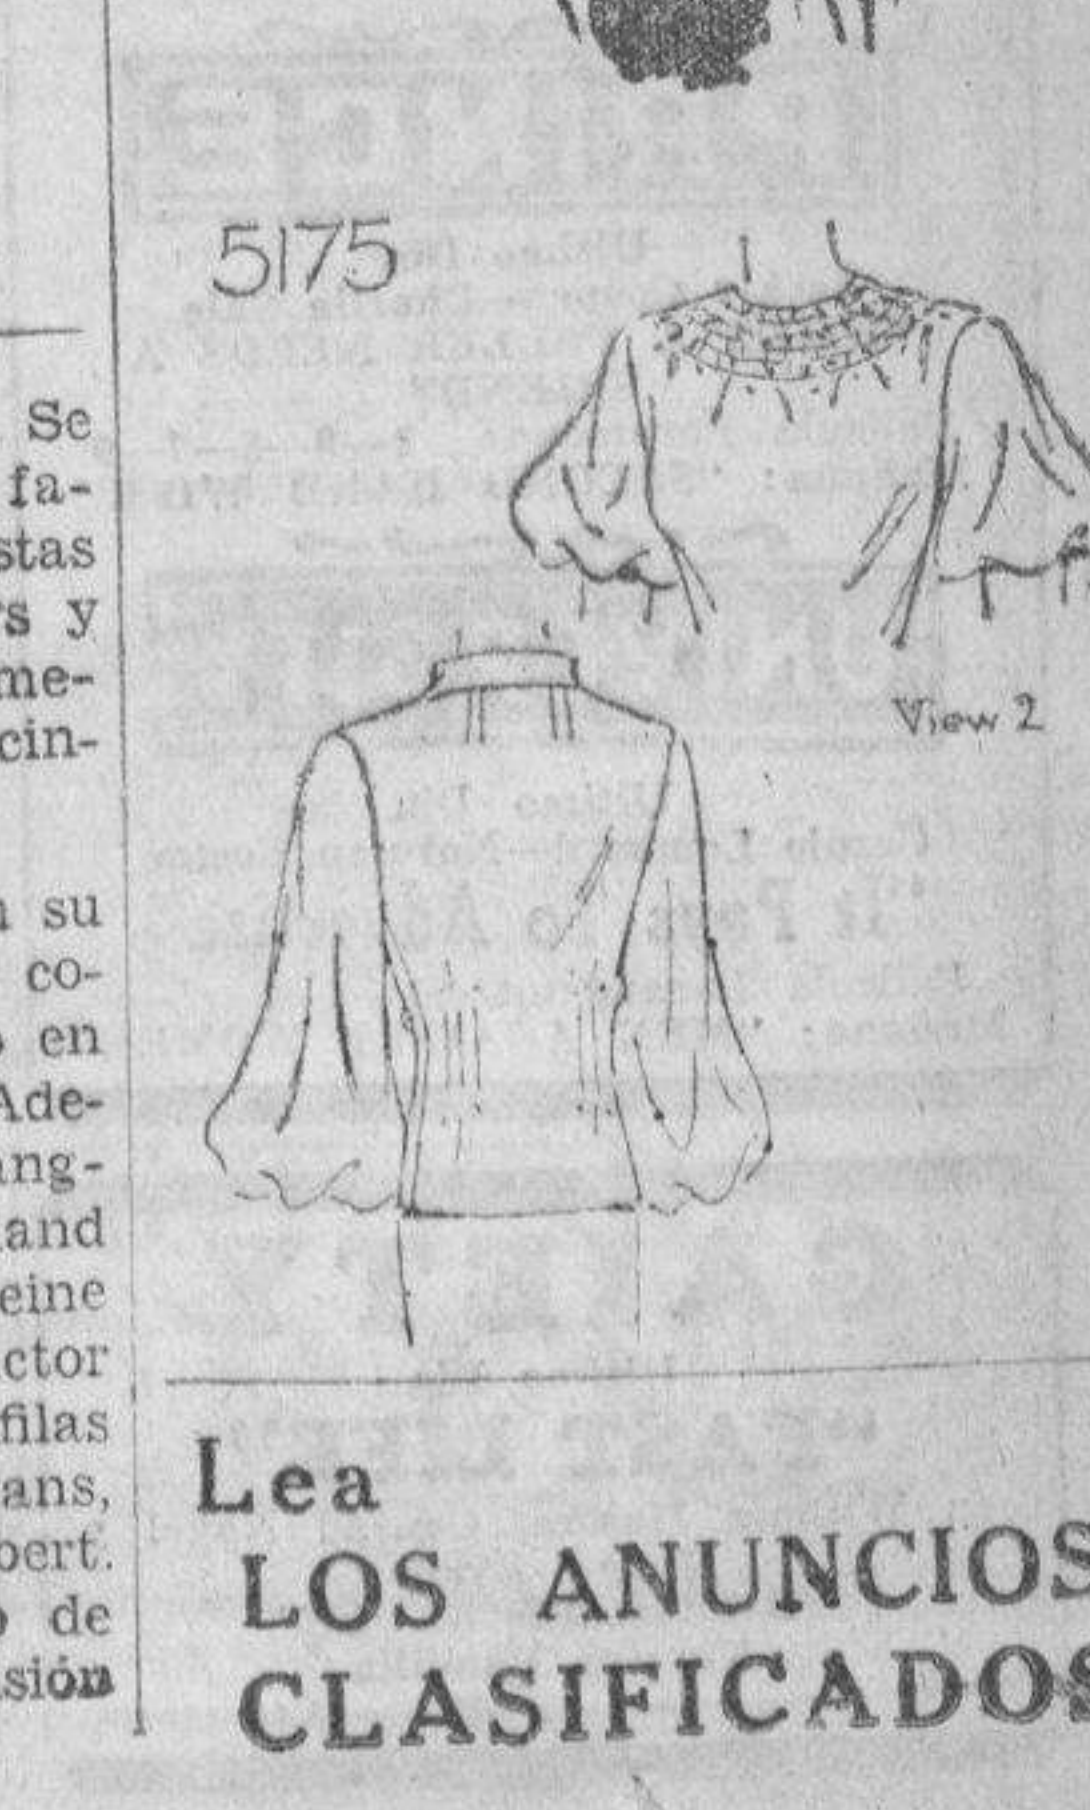 Se
fa-
stas
s y
me-
cin-
su
co-
en
Ade-
ang-
and
eine
ctor
filas
ans,
bert.
de
sión
5175
View 2
Lea
LOS ANUNCIOS
CLASIFICADOS